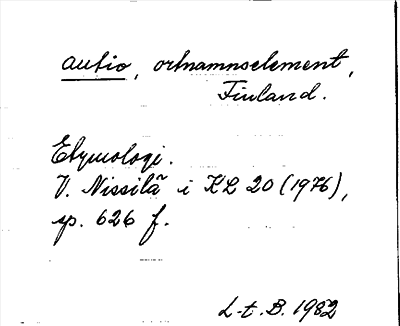 autio, ortnamnselement,
Finland.
Etymologi.
V. Nissilä i KL 20 (1976),
sp. 626 f.
L-t. B. 1982